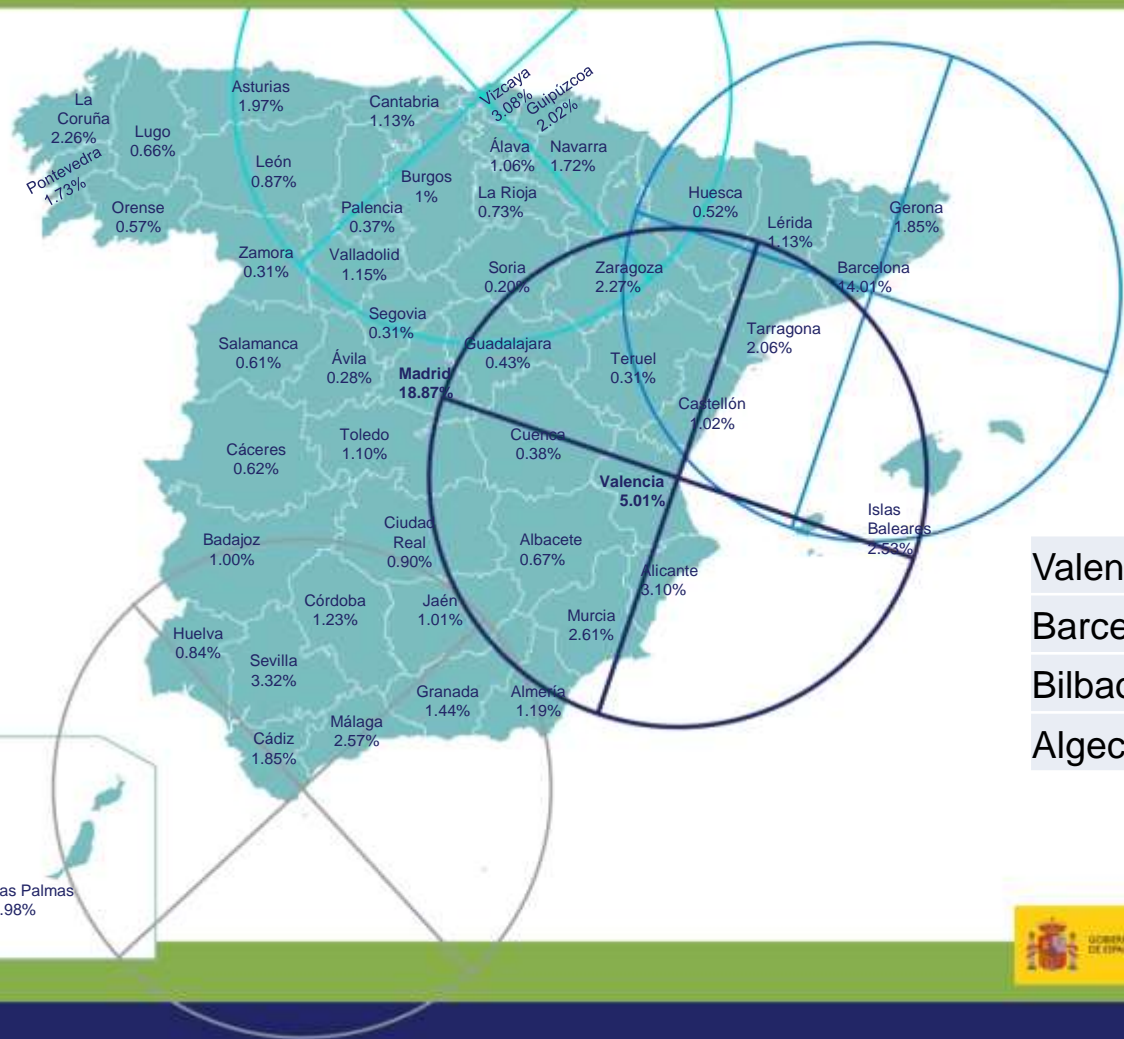 La
Coruña
2.26%
Lugo
0.66%
Asturias
1.97%
Cantabria
1.13%
Vizcaya
3.08%
Guipúzcoa
2.02%
Pontevedra
1.73%
Orense
0.57%
León
0.87%
Palencia
0.37%
Burgos
1%
Álava
1.06%
Navarra
1.72%
La Rioja
0.73%
Huesca
0.52%
Lérida
1.13%
Gerona
1.85%
Zamora
0.31%
Valladolid
1.15%
Soria
0.20%
Zaragoza
2.27%
Barcelona
14.01%
Segovia
0.31%
Guadalajara
0.43%
Tarragona
2.06%
Salamanca
0.61%
Ávila
0.28%
Madrid
18.87%
Teruel
0.31%
Castellón
1.02%
Cáceres
0.62%
Toledo
1.10%
Cuenca
0.38%
Valencia
5.01%
Islas
Baleares
2.53%
Badajoz
1.00%
Ciudad
Real
0.90%
Albacete
0.67%
Alicante
3.10%
Córdoba
1.23%
Jaén
1.01%
Murcia
2.61%
Huelva
0.84%
Sevilla
3.32%
Granada
1.44%
Almería
1.19%
Málaga
2.57%
Cádiz
1.85%
as Palmas
.98%
Valen
Barce
Bilbao
Algec